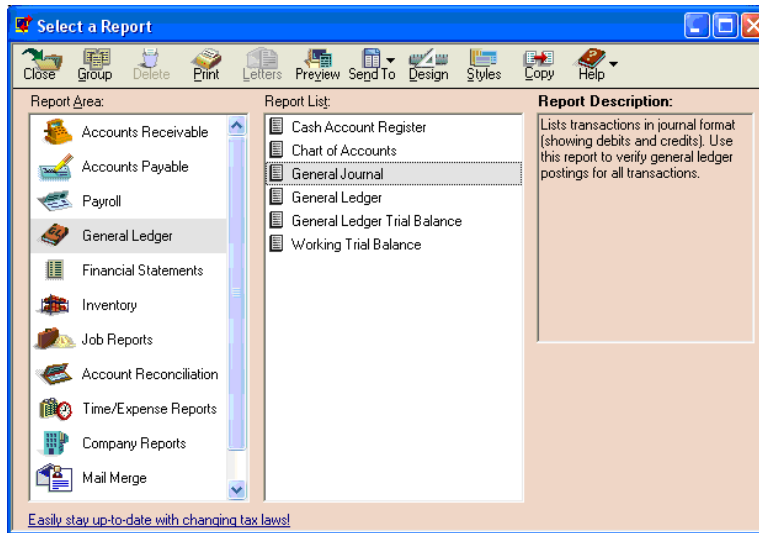 Select a Report
Close Group Delete Print Letters Preview Send To Design Styles Copy Help
Report Area:
Accounts Receivable
Accounts Payable
Payroll
General Ledger
Financial Statements
Inventory
Job Reports
Account Reconciliation
Time/Expense Reports
Company Reports
Mail Merge
Report List:
Cash Account Register
Chart of Accounts
General Journal
General Ledger
General Ledger Trial Balance
Working Trial Balance
Report Description:
Lists transactions in journal format
(showing debits and credits). Use
this report to verify general ledger
postings for all transactions.
Easily stay up-to-date with changing tax laws!